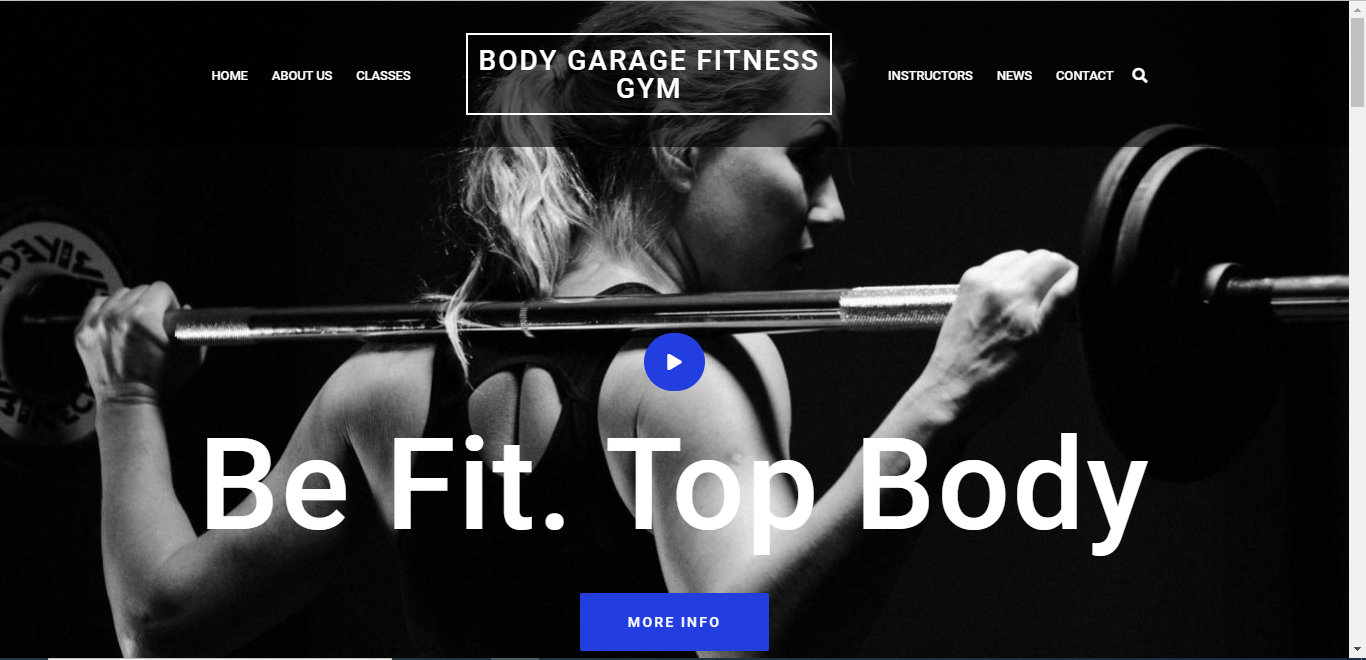 HOME ABOUT US CLASSES
BODY GARAGE FITNESS
GYM
INSTRUCTORS NEWS CONTACT
Be Fit. Top Body
MORE INFO